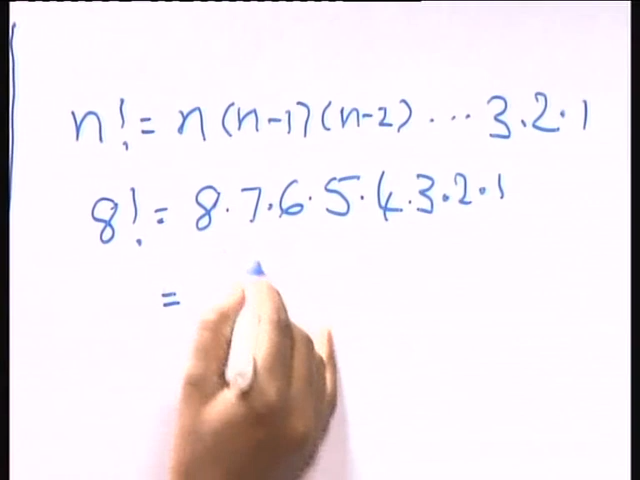 n! = n (n-1) (n-2) . ... 3.2.1
8! = 8.7.6.5.4.3.2.1
=